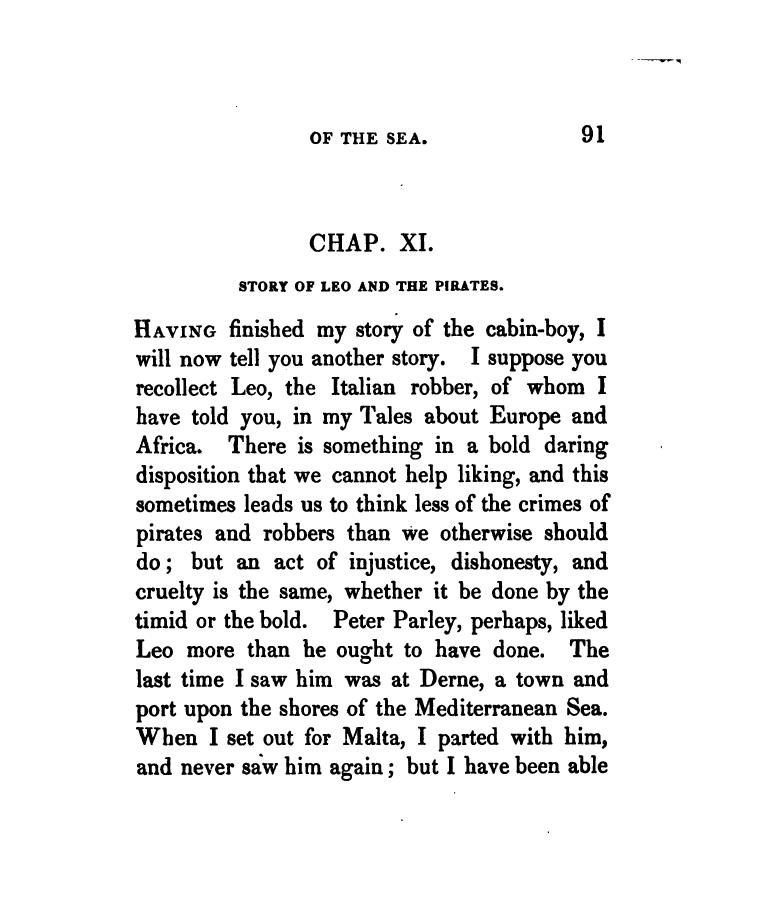 OF THE SEA. 91
CHAP. XI.
STORY OF LEO AND THE PIRATES.
HAVING finished my story of the cabin-boy, I
will now tell you another story. I suppose you
recollect Leo, the Italian robber, of whom I
have told you, in my Tales about Europe and
Africa. There is something in a bold daring
disposition that we cannot help liking, and this
sometimes leads us to think less of the crimes of
pirates and robbers than we otherwise should
do; but an act of injustice, dishonesty, and
cruelty is the same, whether it be done by the
timid or the bold. Peter Parley, perhaps, liked
Leo more than he ought to have done. The
last time I saw him was at Derne, a town and
port upon the shores of the Mediterranean Sea.
When I set out for Malta, I parted with him,
and never saw him again; but I have been able